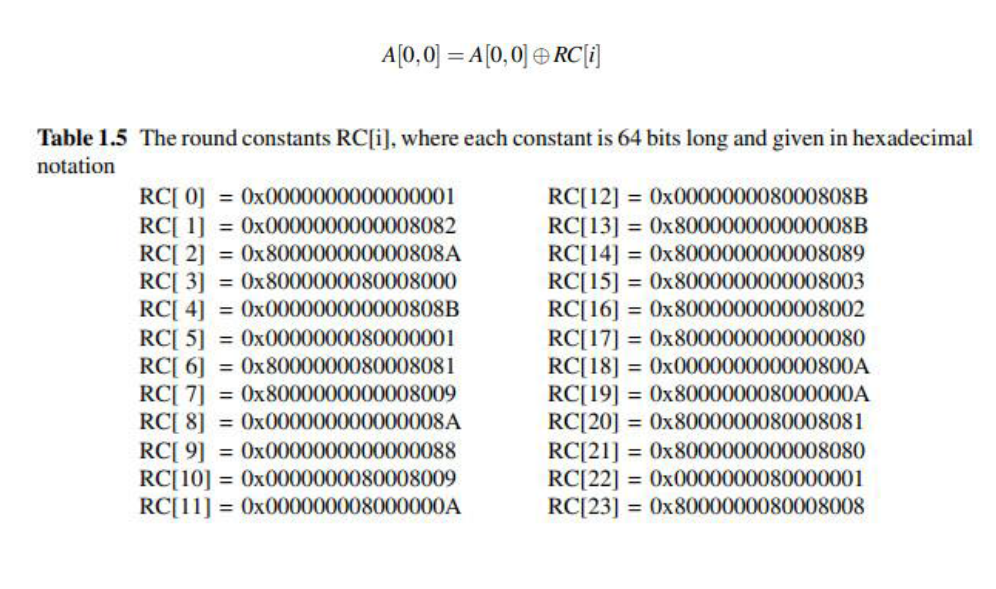 A[0,0] = A[0,0] ⊕ RC[i]
Table 1.5 The round constants RC[i], where each constant is 64 bits long and given in hexadecimal
notation
RC[ 0] = 0x0000000000000001 RC[12] = 0x000000008000808B
RC[ 1] = 0x0000000000008082 RC[13] = 0x800000000000008B
RC[ 2] = 0x800000000000808A RC[14] = 0x8000000000008089
RC[ 3] = 0x8000000080008000 RC[15] = 0x8000000000008003
RC[ 4] = 0x000000000000808B RC[16] = 0x8000000000008002
RC[ 5] = 0x0000000080000001 RC[17] = 0x8000000000000080
RC[ 6] = 0x8000000080008081 RC[18] = 0x000000000000800A
RC[ 7] = 0x8000000000008009 RC[19] = 0x800000008000000A
RC[ 8] = 0x000000000000008A RC[20] = 0x8000000080008081
RC[ 9] = 0x0000000000000088 RC[21] = 0x8000000000008080
RC[10] = 0x0000000080008009 RC[22] = 0x0000000080000001
RC[11] = 0x000000008000000A RC[23] = 0x8000000080008008